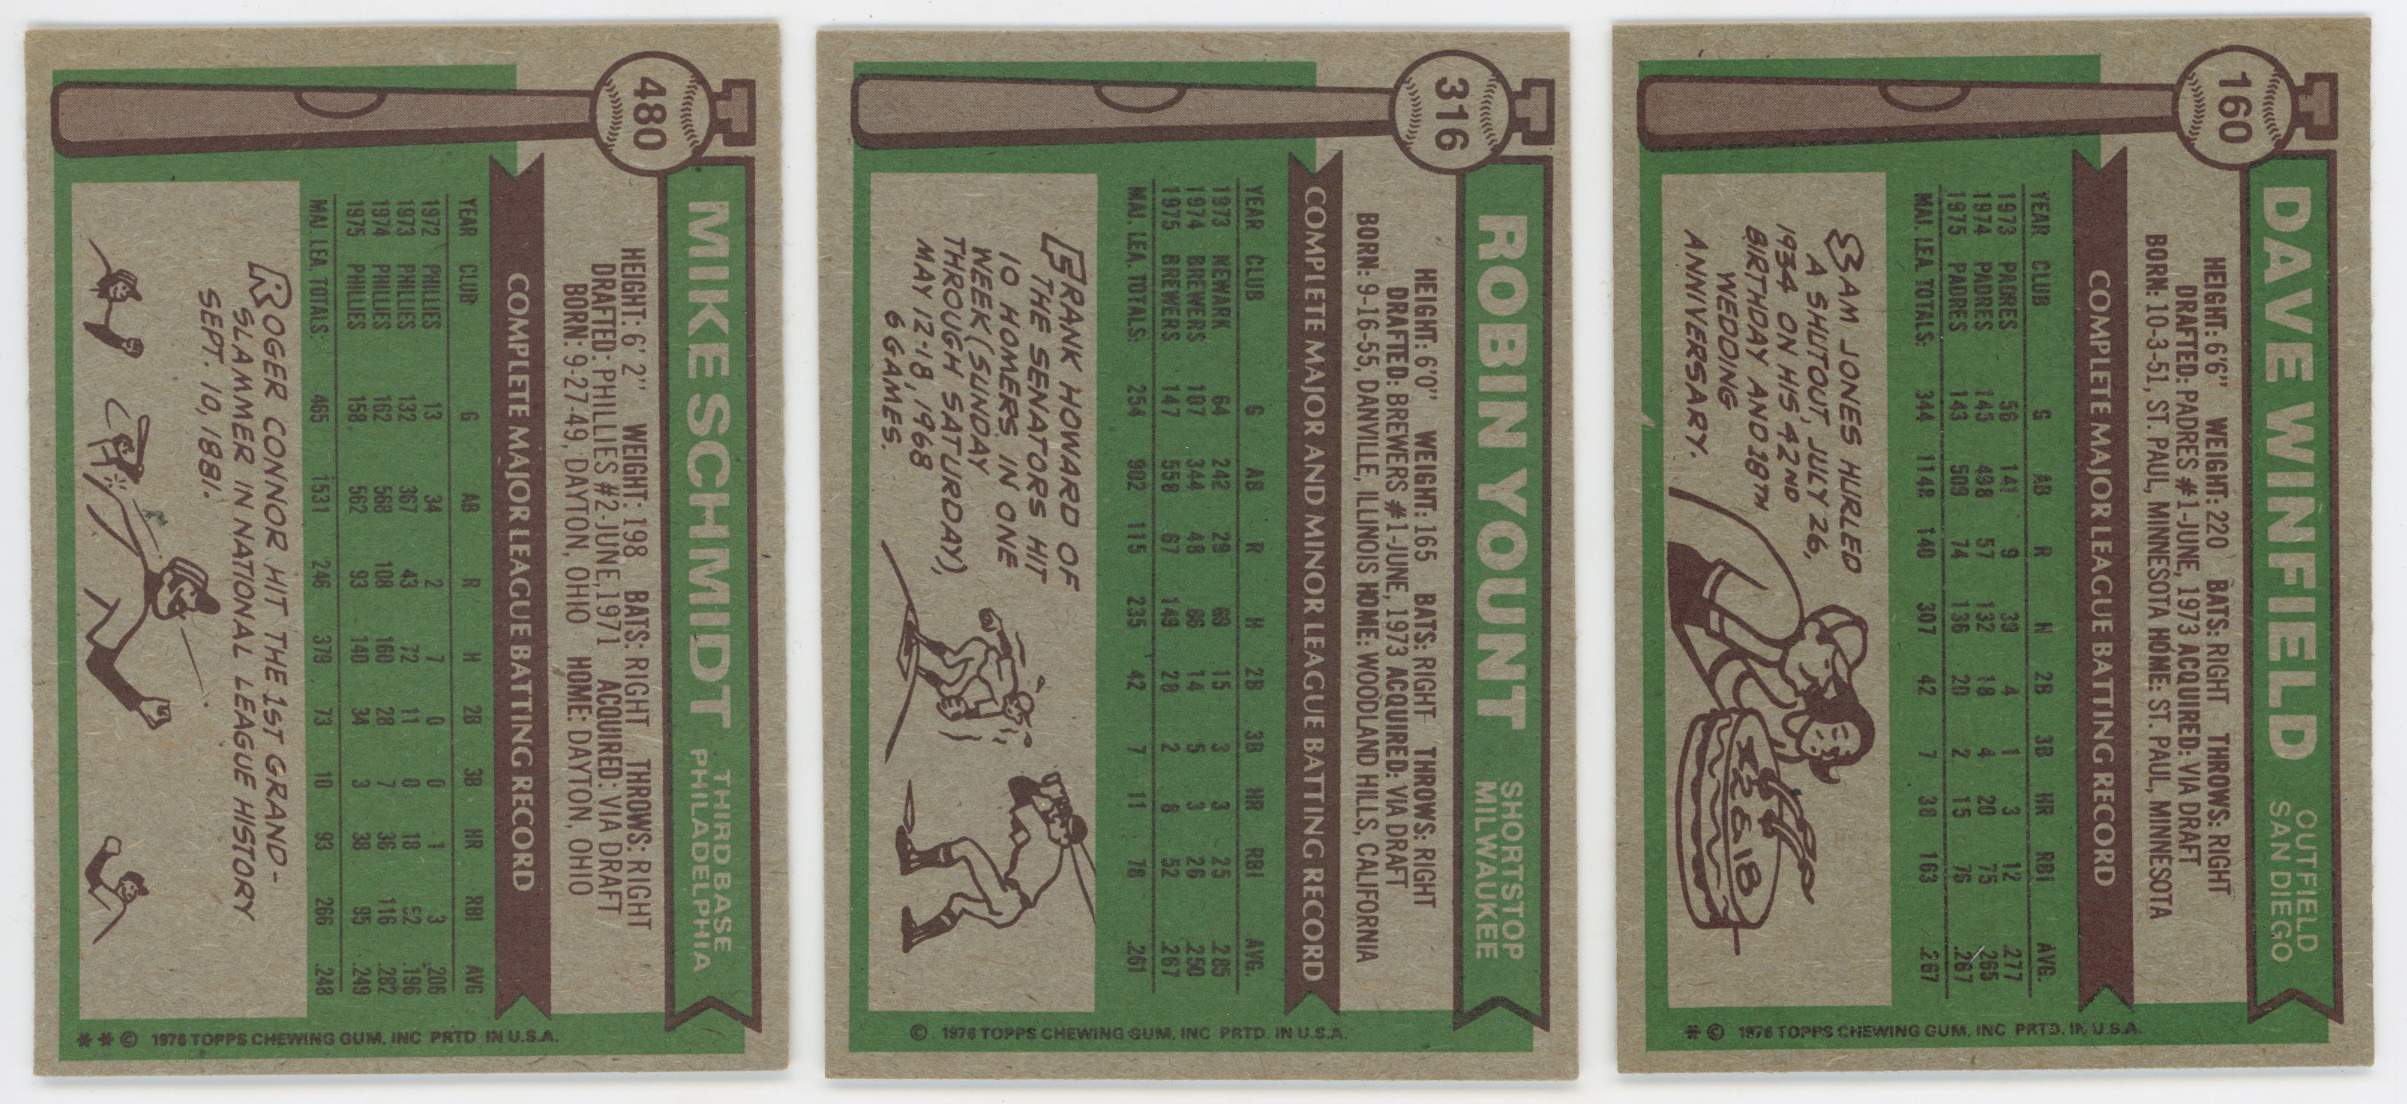 480
MIKE SCHMIDT
THIRD BASE
PHILADELPHIA
HEIGHT: 6'2" WEIGHT: 198 BATS: RIGHT THROWS: RIGHT
DRAFTED: PHILLIES #2-JUNE, 1971 ACQUIRED: VIA DRAFT
BORN: 9-27-49, DAYTON, OHIO HOME: DAYTON, OHIO
COMPLETE MAJOR LEAGUE BATTING RECORD
YEAR CLUB G AB R H 2B 3B HR RBI AVG
1972 PHILLIES 13 34 2 7 0 0 1 3 .206
1973 PHILLIES 132 367 43 72 11 0 18 52 .196
1974 PHILLIES 162 568 108 160 28 7 36 116 .282
1975 PHILLIES 158 562 93 140 34 3 38 95 .249
MAJ. LEA. TOTALS: 465 1531 246 379 73 10 93 266 .248
ROGER CONNOR HIT THE 1ST GRAND-
SLAMMER IN NATIONAL LEAGUE HISTORY
SEPT. 10, 1881.
** © 1976 TOPPS CHEWING GUM, INC PRTD IN U.S.A.
316
ROBIN YOUNT
SHORTSTOP
MILWAUKEE
HEIGHT: 6'0" WEIGHT: 165 BATS: RIGHT THROWS: RIGHT
DRAFTED: BREWERS #1-JUNE, 1973 ACQUIRED: VIA DRAFT
BORN: 9-16-55, DANVILLE, ILLINOIS HOME: WOODLAND HILLS, CALIFORNIA
COMPLETE MAJOR AND MINOR LEAGUE BATTING RECORD
YEAR CLUB G AB R H 2B 3B HR RBI AVG.
1973 NEWARK 64 242 29 69 15 3 3 25 .285
1974 BREWERS 107 344 48 86 14 5 3 26 .250
1975 BREWERS 147 558 67 149 28 2 8 52 .267
MAJ. LEA. TOTALS: 254 902 115 235 42 7 11 78 .261
FRANK HOWARD OF
THE SENATORS HIT
10 HOMERS IN ONE
WEEK (SUNDAY
THROUGH SATURDAY),
MAY 12-18, 1968
6 GAMES.
© 1976 TOPPS CHEWING GUM, INC PRTD. IN U.S.A.
160
DAVE WINFIELD
OUTFIELD
SAN DIEGO
HEIGHT: 6'6" WEIGHT: 220 BATS: RIGHT THROWS: RIGHT
DRAFTED: PADRES #1-JUNE, 1973 ACQUIRED: VIA DRAFT
BORN: 10-3-51, ST. PAUL, MINNESOTA HOME: ST. PAUL, MINNESOTA
COMPLETE MAJOR LEAGUE BATTING RECORD
YEAR CLUB G AB R H 2B 3B HR RBI AVG.
1973 PADRES 56 141 9 39 4 1 3 12 .277
1974 PADRES 145 498 57 132 18 4 20 75 .265
1975 PADRES 143 509 74 136 20 2 15 76 .267
MAJ. LEA. TOTALS: 344 1148 140 307 42 7 38 163 .267
SAM JONES HURLED
A SHUTOUT, JULY 26,
1934 ON HIS 42ND
BIRTHDAY AND 18TH
WEDDING
ANNIVERSARY.
* © 1976 TOPPS CHEWING GUM, INC PRTD. IN U.S.A.